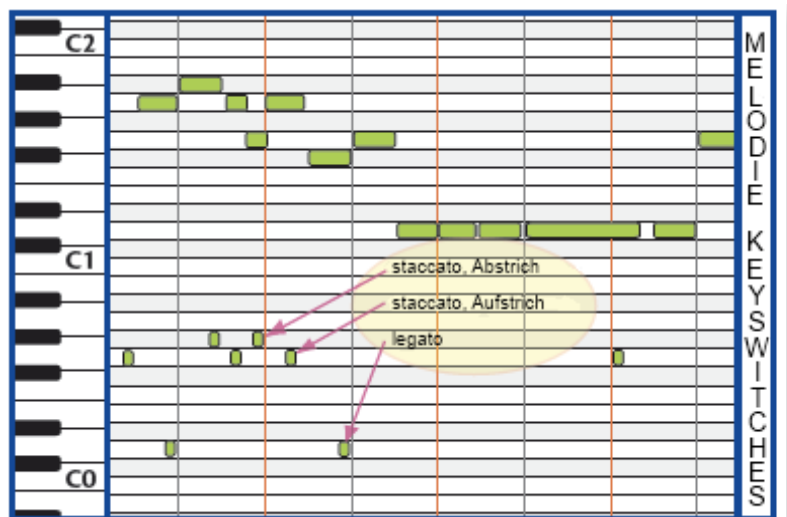 C2
C1
C0
staccato, Abstrich
staccato, Aufstrich
legato
MELODIE KEYSWITCHES